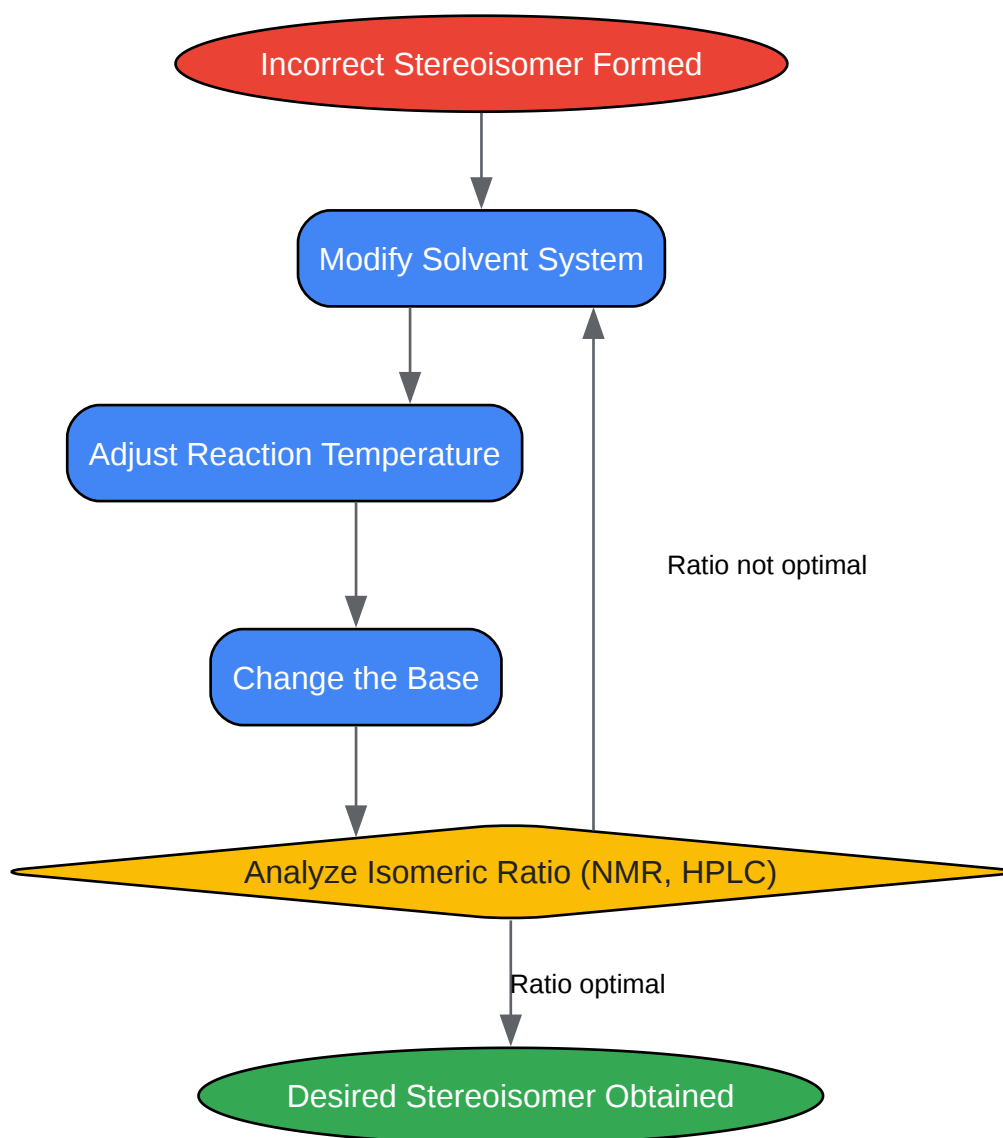 Incorrect Stereoisomer Formed
Modify Solvent System
Adjust Reaction Temperature
Ratio not optimal
Change the Base
Analyze Isomeric Ratio (NMR, HPLC)
Ratio optimal
Desired Stereoisomer Obtained